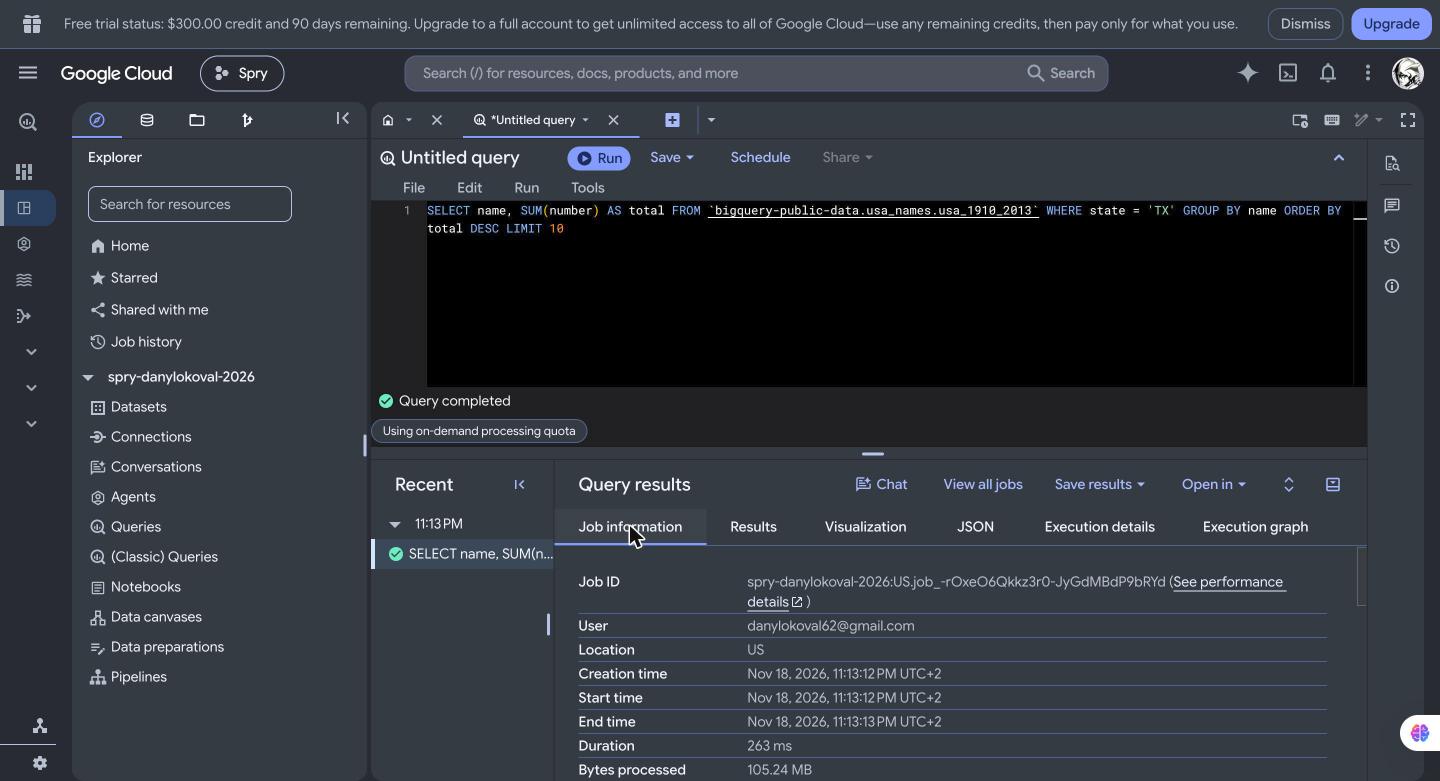 Free trial status: $300.00 credit and 90 days remaining. Upgrade to a full account to get unlimited access to all of Google Cloud—use any remaining credits, then pay only for what you use.
Dismiss
Upgrade
Google Cloud
Spry
Search (/) for resources, docs, products, and more
Search
*Untitled query
Explorer
Search for resources
Home
Starred
Shared with me
Job history
spry-danylokoval-2026
Datasets
Connections
Conversations
Agents
Queries
(Classic) Queries
Notebooks
Data canvases
Data preparations
Pipelines
Untitled query
Run
Save
Schedule
Share
File
Edit
Run
Tools
1
SELECT name, SUM(number) AS total FROM `bigquery-public-data.usa_names.usa_1910_2013` WHERE state = 'TX' GROUP BY name ORDER BY
total DESC LIMIT 10
Query completed
Using on-demand processing quota
Recent
11:13 PM
SELECT name, SUM(n...
Query results
Chat
View all jobs
Save results
Open in
Job information
Results
Visualization
JSON
Execution details
Execution graph
Job ID
spry-danylokoval-2026:US.job_-rOxeO6Qkkz3r0-JyGdMBdP9bRYd (See performance
details )
User
danylokoval62@gmail.com
Location
US
Creation time
Nov 18, 2026, 11:13:12 PM UTC+2
Start time
Nov 18, 2026, 11:13:12 PM UTC+2
End time
Nov 18, 2026, 11:13:13 PM UTC+2
Duration
263 ms
Bytes processed
105.24 MB